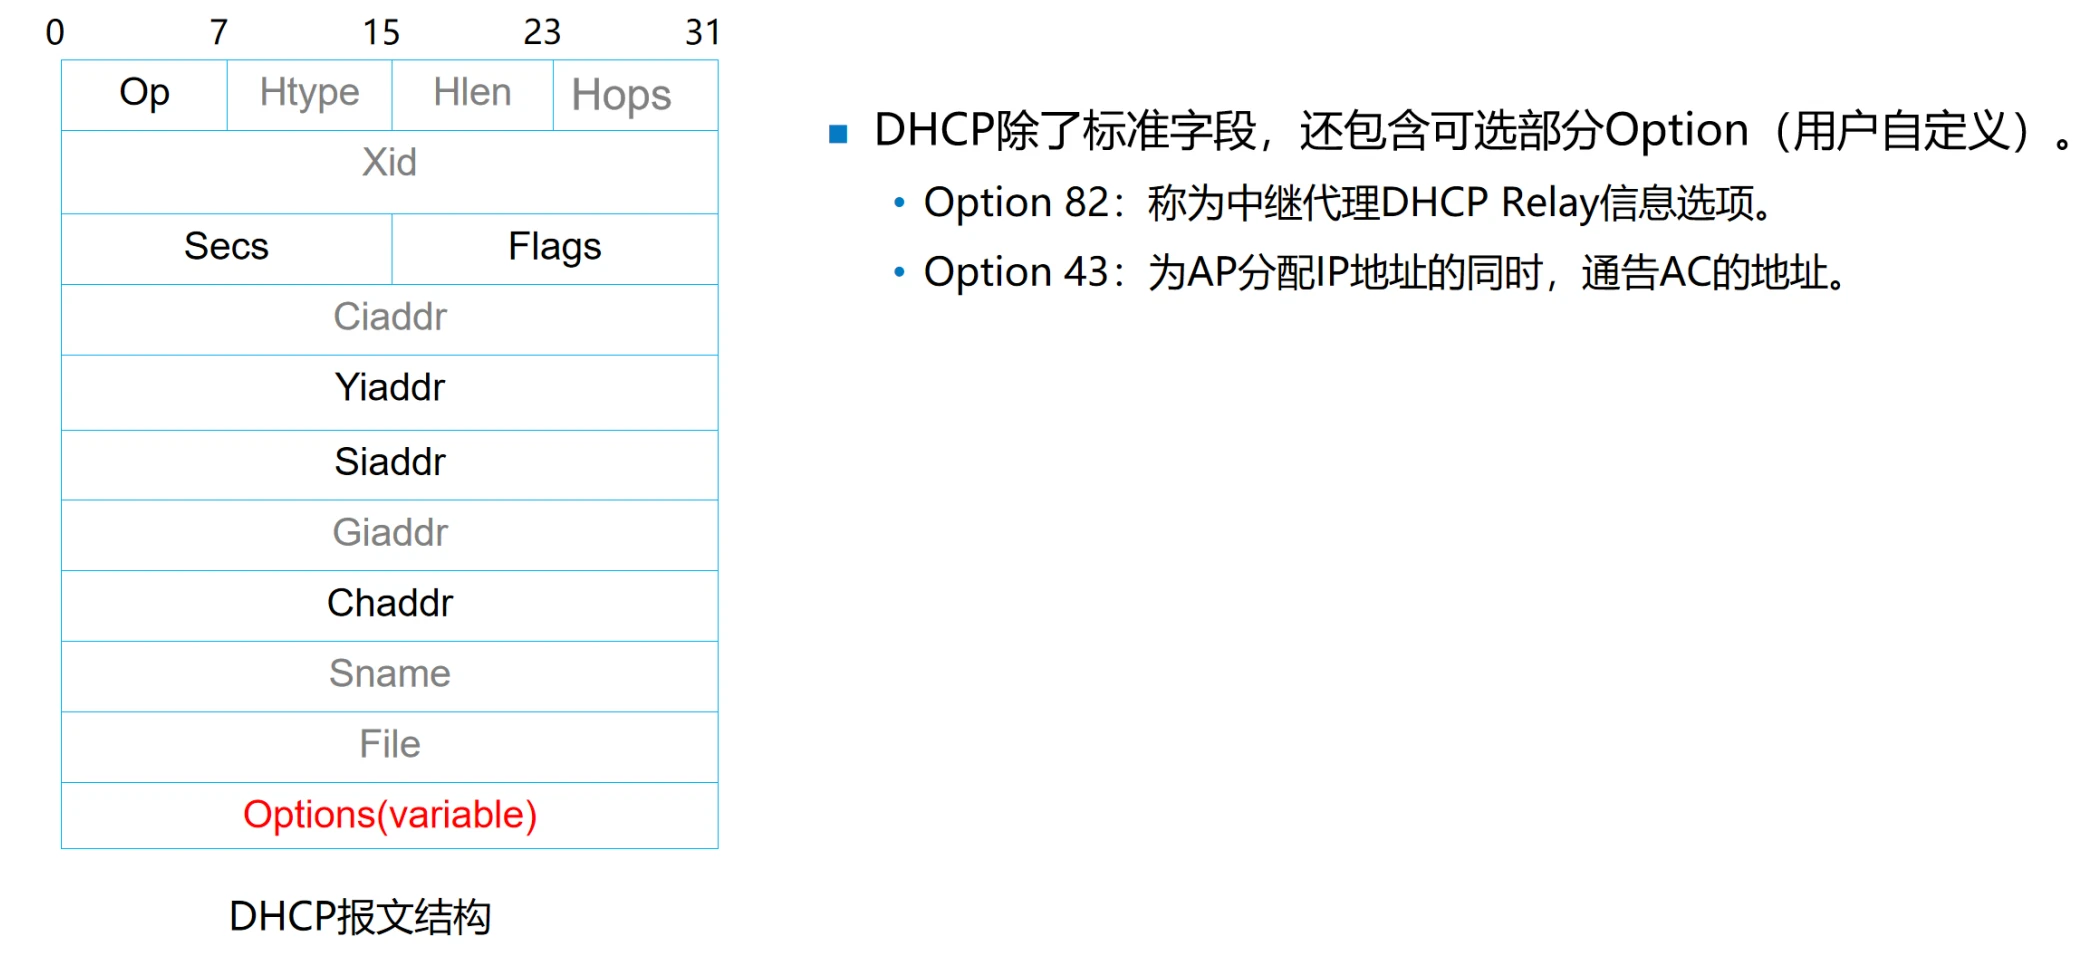 0 7 15 23 31
Op Htype Hlen Hops
Xid
Secs Flags
Ciaddr
Yiaddr
Siaddr
Giaddr
Chaddr
Sname
File
Options(variable)
DHCP报文结构
DHCP除了标准字段，还包含可选部分Option（用户自定义）。
Option 82：称为中继代理DHCP Relay信息选项。
Option 43：为AP分配IP地址的同时，通告AC的地址。